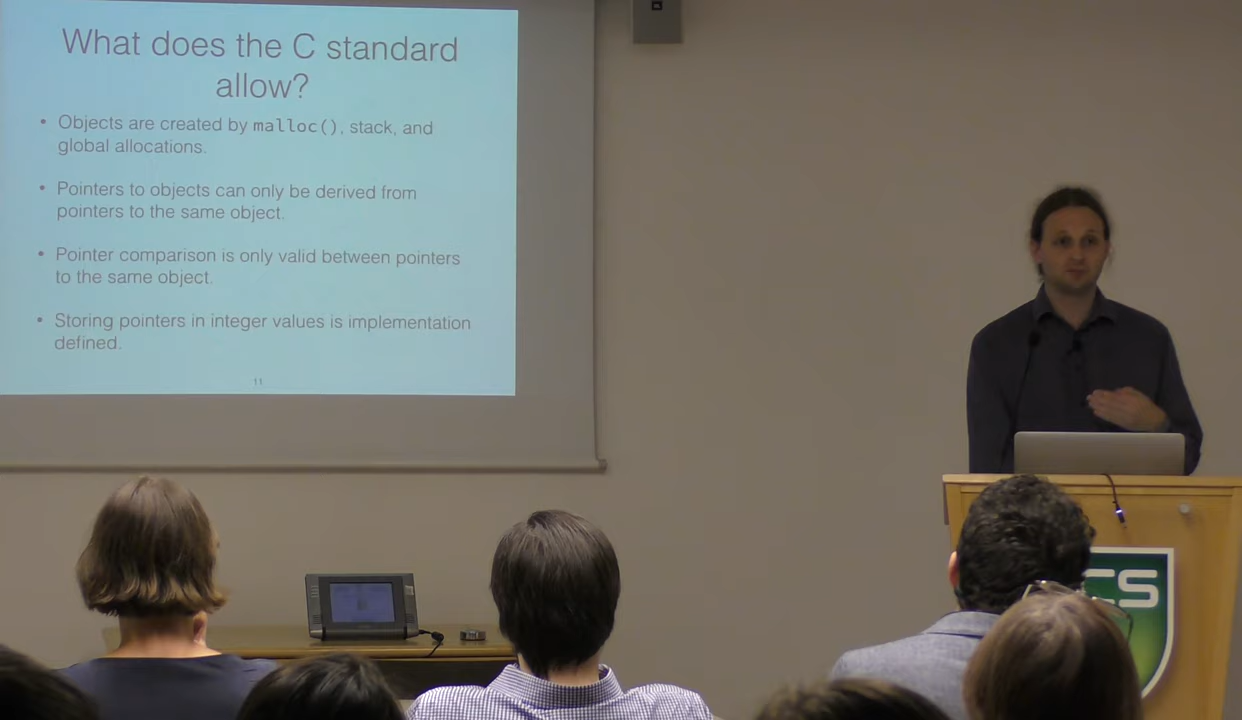 What does the C standard
allow?
• Objects are created by malloc(), stack, and
global allocations.
• Pointers to objects can only be derived from
pointers to the same object.
• Pointer comparison is only valid between pointers
to the same object.
• Storing pointers in integer values is implementation
defined.
11
CS